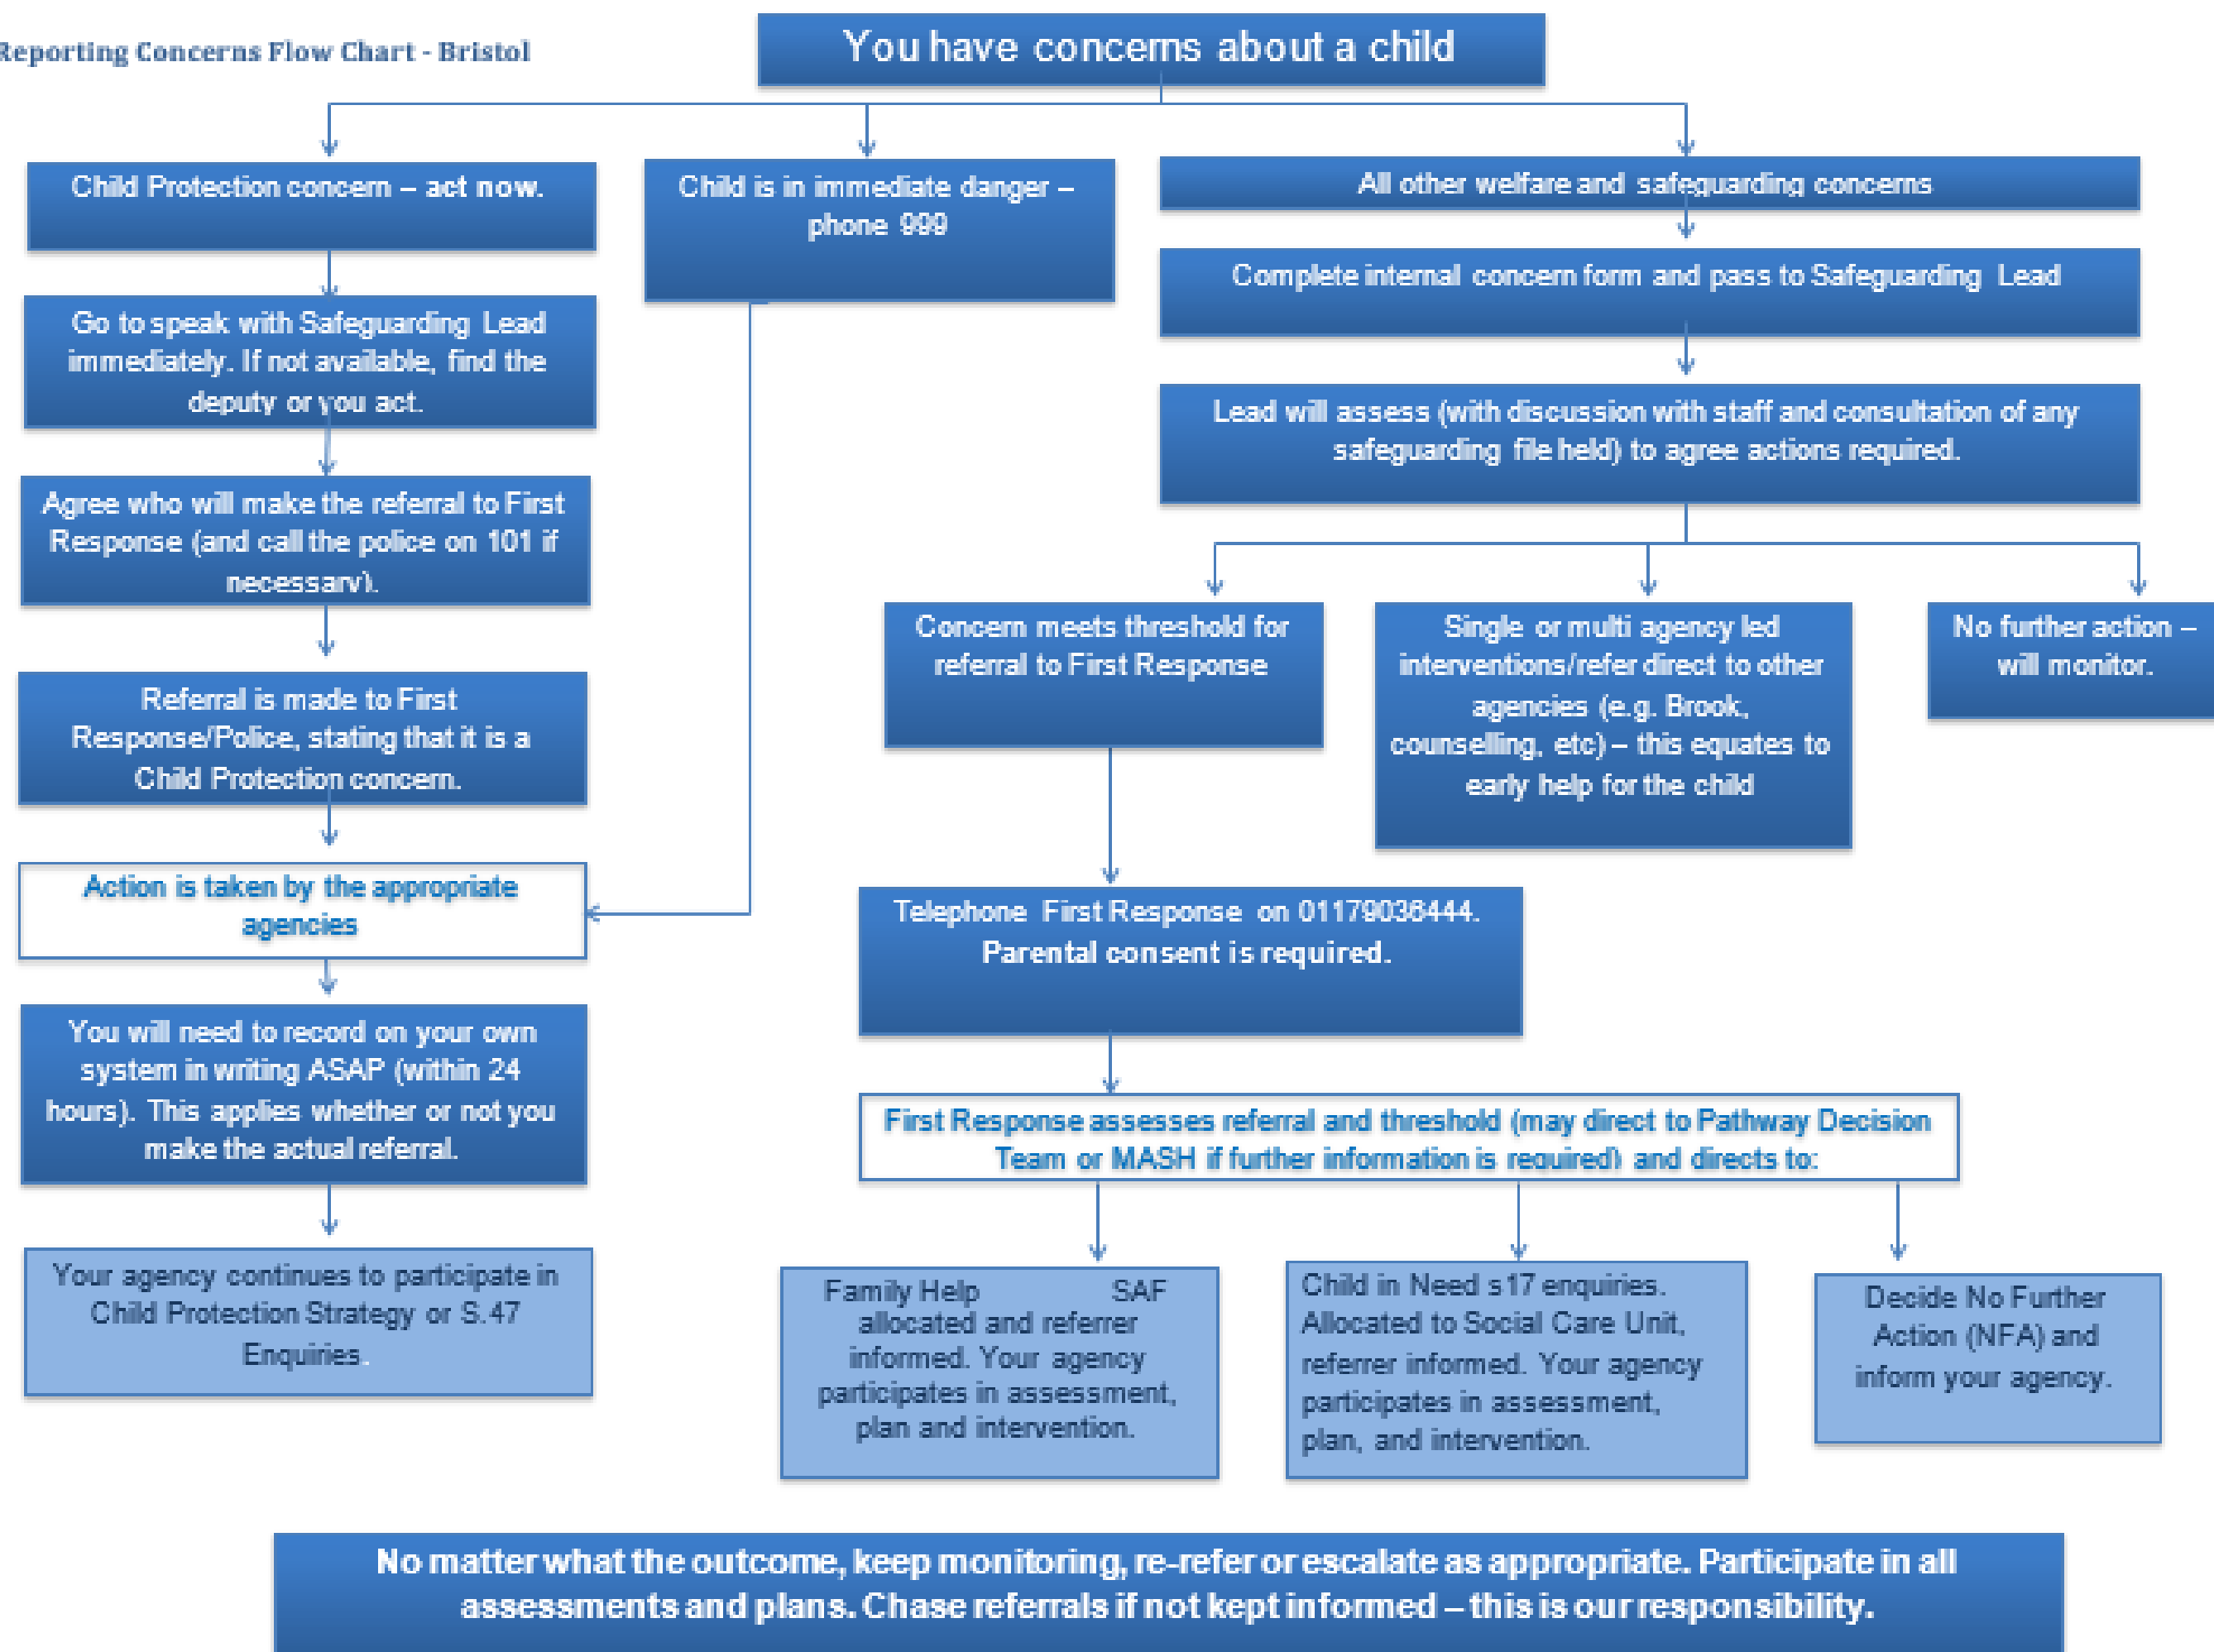 Reporting Concerns Flow Chart - Bristol
You have concerns about a child
Child Protection concern – act now.
Go to speak with Safeguarding Lead
immediately. If not available, find the
deputy or you act.
Agree who will make the referral to First
Response (and call the police on 101 if
necessary).
Referral is made to First
Response/Police, stating that it is a
Child Protection concern.
Action is taken by the appropriate
agencies
You will need to record on your own
system in writing ASAP (within 24
hours). This applies whether or not you
make the actual referral.
Your agency continues to participate in
Child Protection Strategy or S.47
Enquiries.
Child is in immediate danger –
phone 999
All other welfare and safeguarding concerns
Complete internal concern form and pass to Safeguarding Lead
Lead will assess (with discussion with staff and consultation of any
safeguarding file held) to agree actions required.
Concern meets threshold for
referral to First Response
Single or multi agency led
interventions/refer direct to other
agencies (e.g. Brook,
counselling, etc) – this equates to
early help for the child
No further action –
will monitor.
Telephone First Response on 01179036444.
Parental consent is required.
First Response assesses referral and threshold (may direct to Pathway Decision
Team or MASH if further information is required) and directs to:
Family Help SAF
allocated and referrer
informed. Your agency
participates in assessment,
plan and intervention.
Child in Need s17 enquiries.
Allocated to Social Care Unit,
referrer informed. Your agency
participates in assessment,
plan, and intervention.
Decide No Further
Action (NFA) and
inform your agency.
No matter what the outcome, keep monitoring, re-refer or escalate as appropriate. Participate in all
assessments and plans. Chase referrals if not kept informed – this is our responsibility.